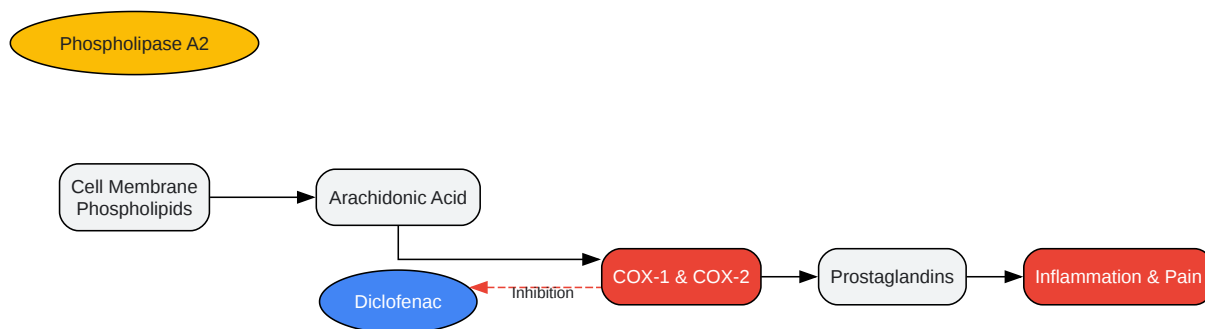 Phospholipase A2
Cell Membrane
Phospholipids
Arachidonic Acid
COX-1 & COX-2
Prostaglandins
Inflammation & Pain
Inhibition
Diclofenac